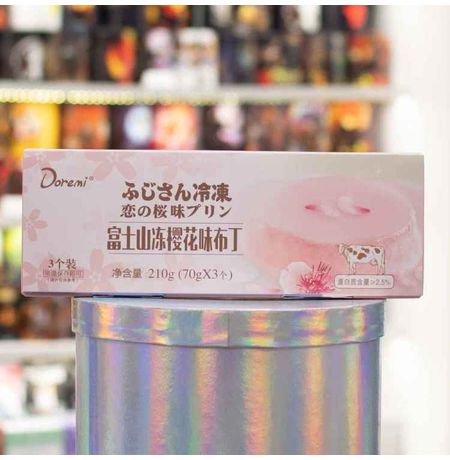 Doremi®
ふじさん冷凍
恋の桜味プリン
富士山冻樱花味布丁
3个装
净含量：210g (70gX3个)
蛋白质含量≥2.5%